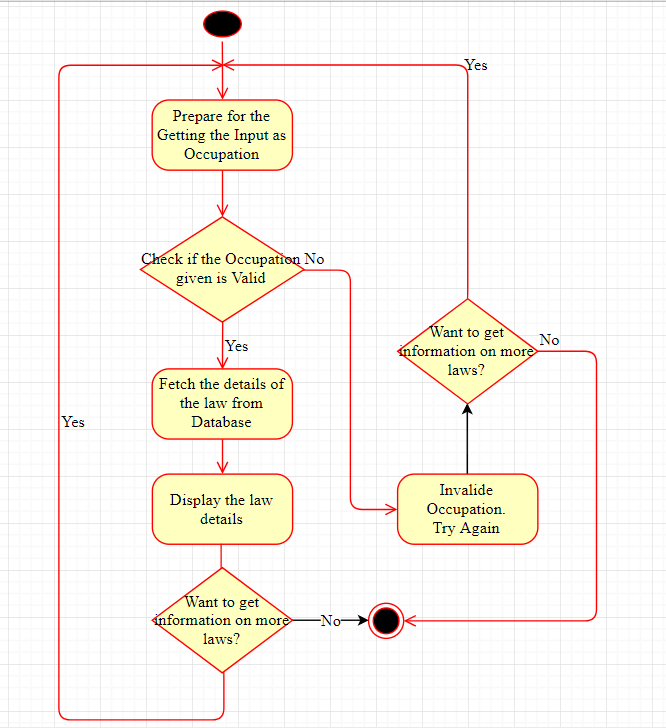 Yes
Prepare for the
Getting the Input as
Occupation
Check if the Occupation
given is Valid
No
Yes
Want to get
information on more
laws?
No
Fetch the details of
the law from
Database
Yes
Display the law
details
Invalide
Occupation.
Try Again
Want to get
information on more
laws?
No